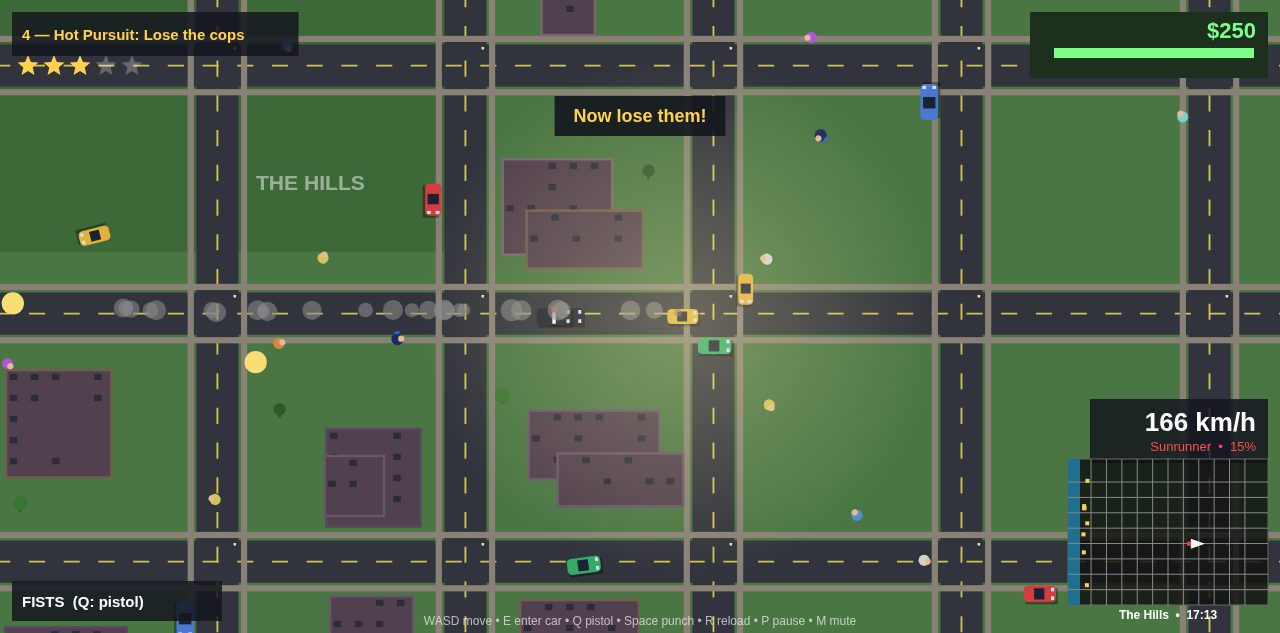 4 — Hot Pursuit: Lose the cops
$250
Now lose them!
THE HILLS
166 km/h
Sunrunner • 15%
FISTS (Q: pistol)
The Hills • 17:13
WASD move • E enter car • Q pistol • Space punch • R reload • P pause • M mute